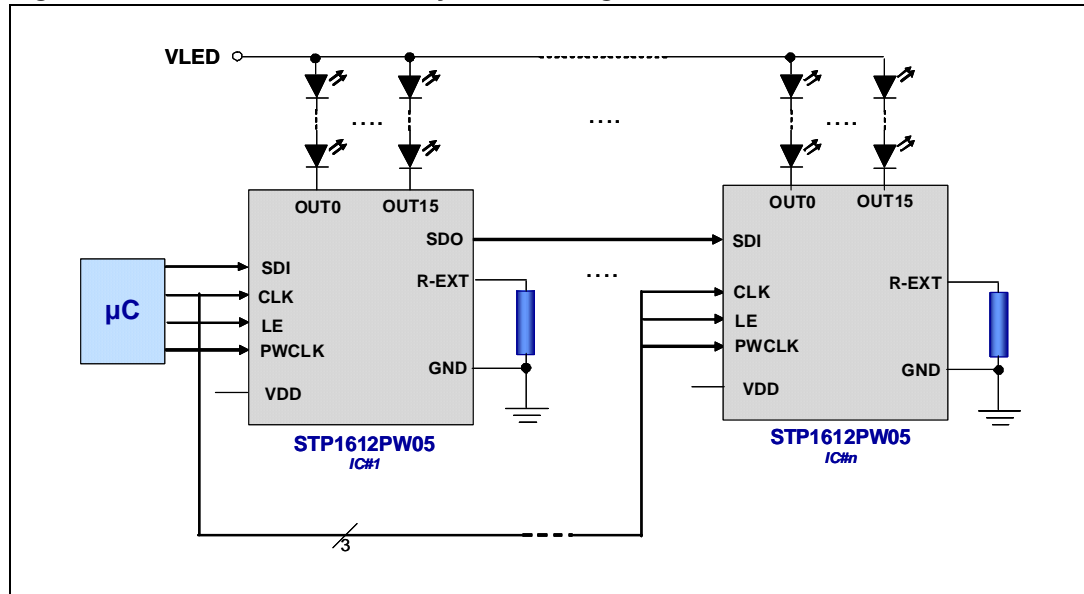 VLED
....
....
....
OUT0
OUT15
OUT0
OUT15
SDO
SDI
µC
SDI
CLK
LE
PWCLK
VDD
R-EXT
GND
....
CLK
LE
PWCLK
VDD
R-EXT
GND
STP1612PW05
IC#1
STP1612PW05
IC#n
3